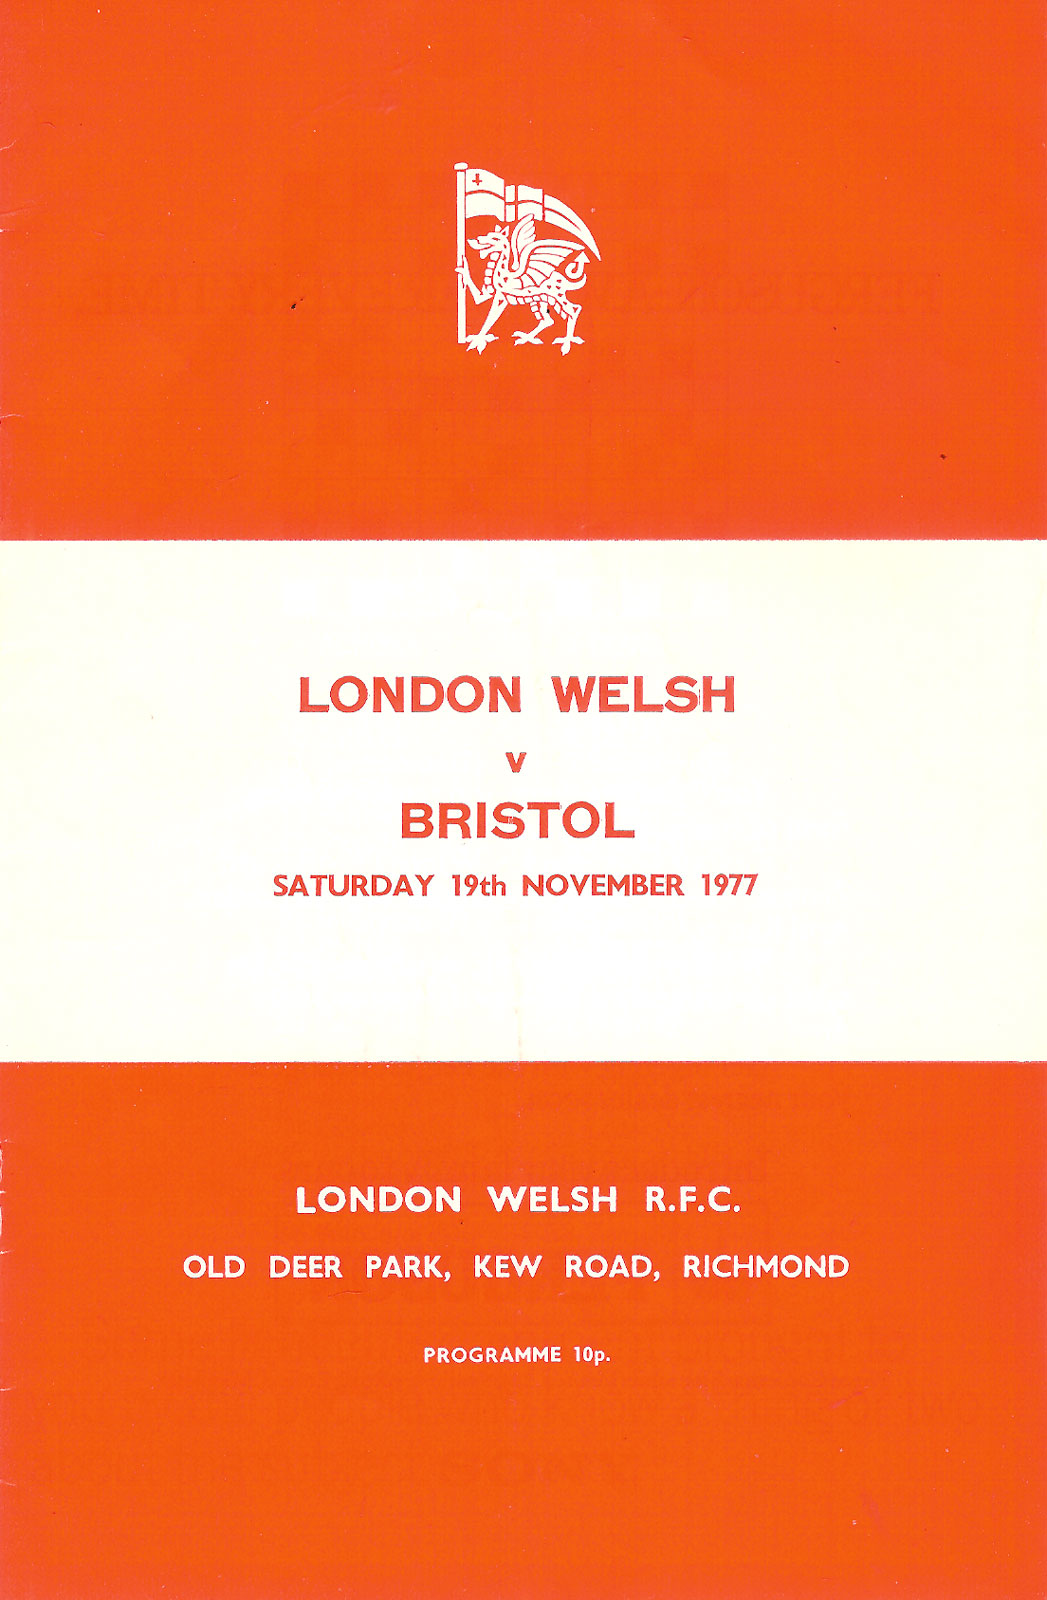 LONDON WELSH
v
BRISTOL
SATURDAY 19th NOVEMBER 1977
LONDON WELSH R.F.C.
OLD DEER PARK, KEW ROAD, RICHMOND
PROGRAMME 10p.